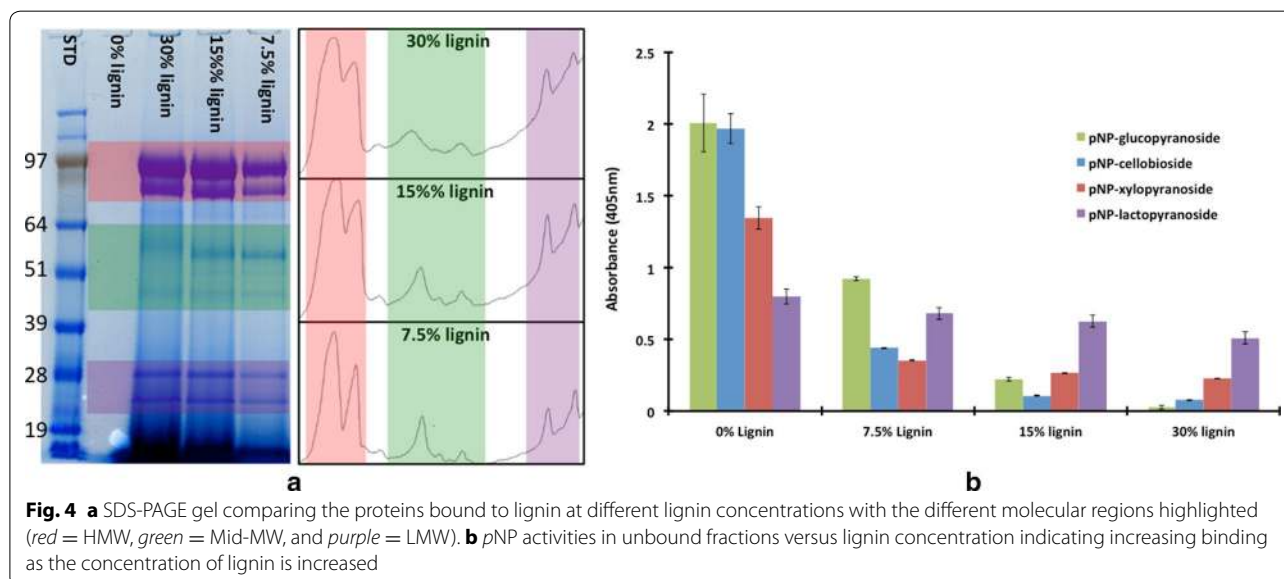 STD
0% lignin
30% lignin
15%% lignin
7.5% lignin
97
64
51
39
28
19
30% lignin
15%% lignin
7.5% lignin
a
2.5
2
1.5
1
0.5
0
Absorbance (405nm)
pNP-glucopyranoside
pNP-cellobioside
pNP-xylopyranoside
pNP-lactopyranoside
0% Lignin
7.5% Lignin
15% lignin
30% lignin
b
Fig. 4 a SDS-PAGE gel comparing the proteins bound to lignin at different lignin concentrations with the different molecular regions highlighted
(red = HMW, green = Mid-MW, and purple = LMW). b pNP activities in unbound fractions versus lignin concentration indicating increasing binding
as the concentration of lignin is increased